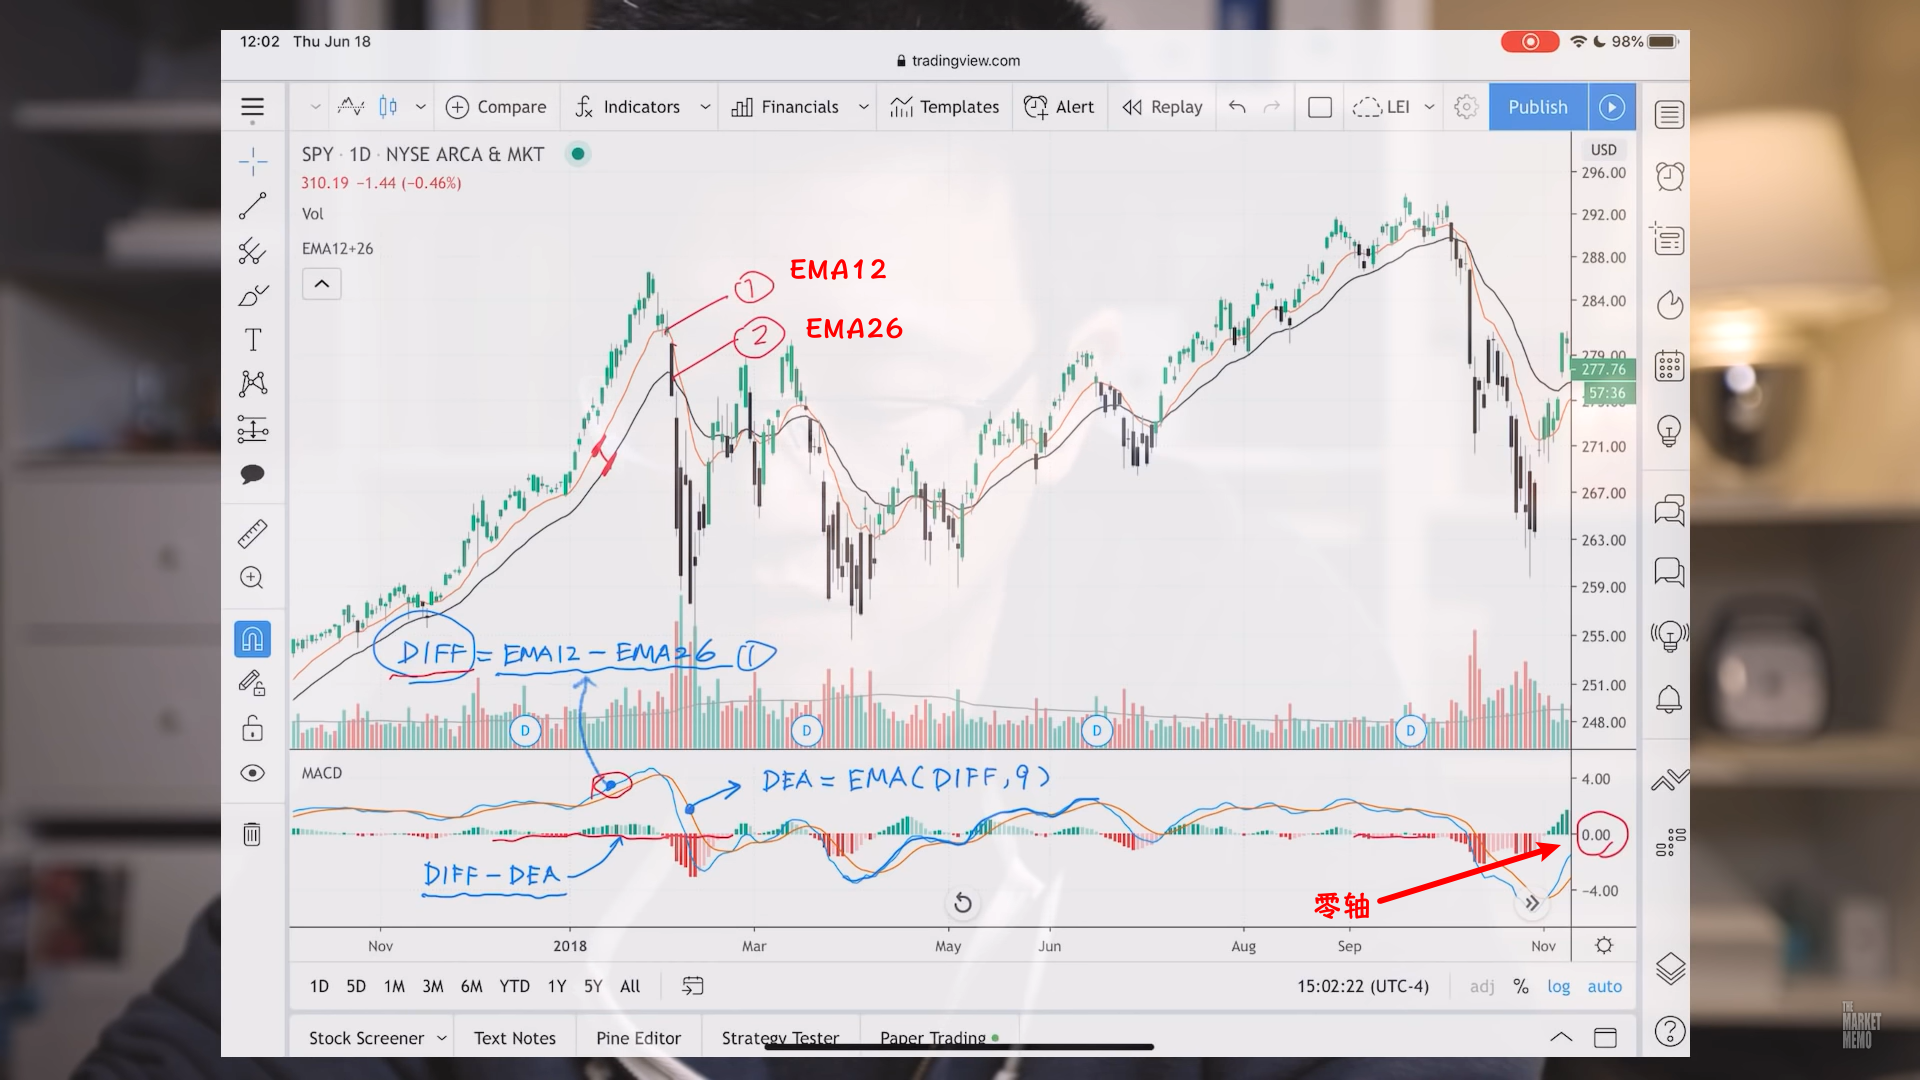 12:02 Thu Jun 18
98%
tradingview.com
Compare
Indicators
Financials
Templates
Alert
Replay
LEI
Publish
SPY · 1D · NYSE ARCA & MKT
310.19 −1.44 (−0.46%)
Vol
EMA12+26
USD
296.00
292.00
288.00
284.00
279.00
277.76
57:36
271.00
267.00
263.00
259.00
255.00
251.00
248.00
1 EMA12
2 EMA26
DIFF = EMA12 − EMA26 ①
D D D D
MACD
DEA = EMA(DIFF,9)
DIFF − DEA
零轴
4.00
0.00
−4.00
Nov 2018 Mar May Jun Aug Sep Nov
1D 5D 1M 3M 6M YTD 1Y 5Y All
15:02:22 (UTC-4)
adj % log auto
Stock Screener Text Notes Pine Editor Strategy Tester Paper Trading
THE
MARKET
MEMO